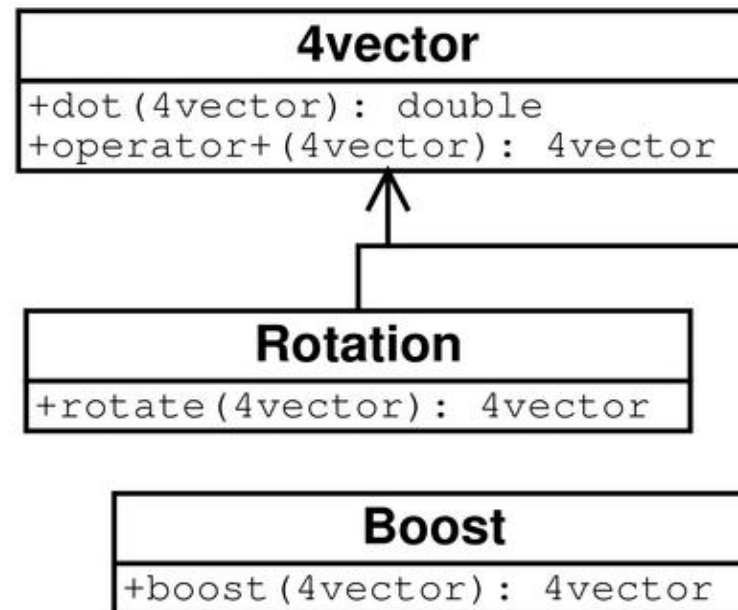 4vector
+dot(4vector): double
+operator+(4vector): 4vector
Rotation
+rotate(4vector): 4vector
Boost
+boost(4vector): 4vector